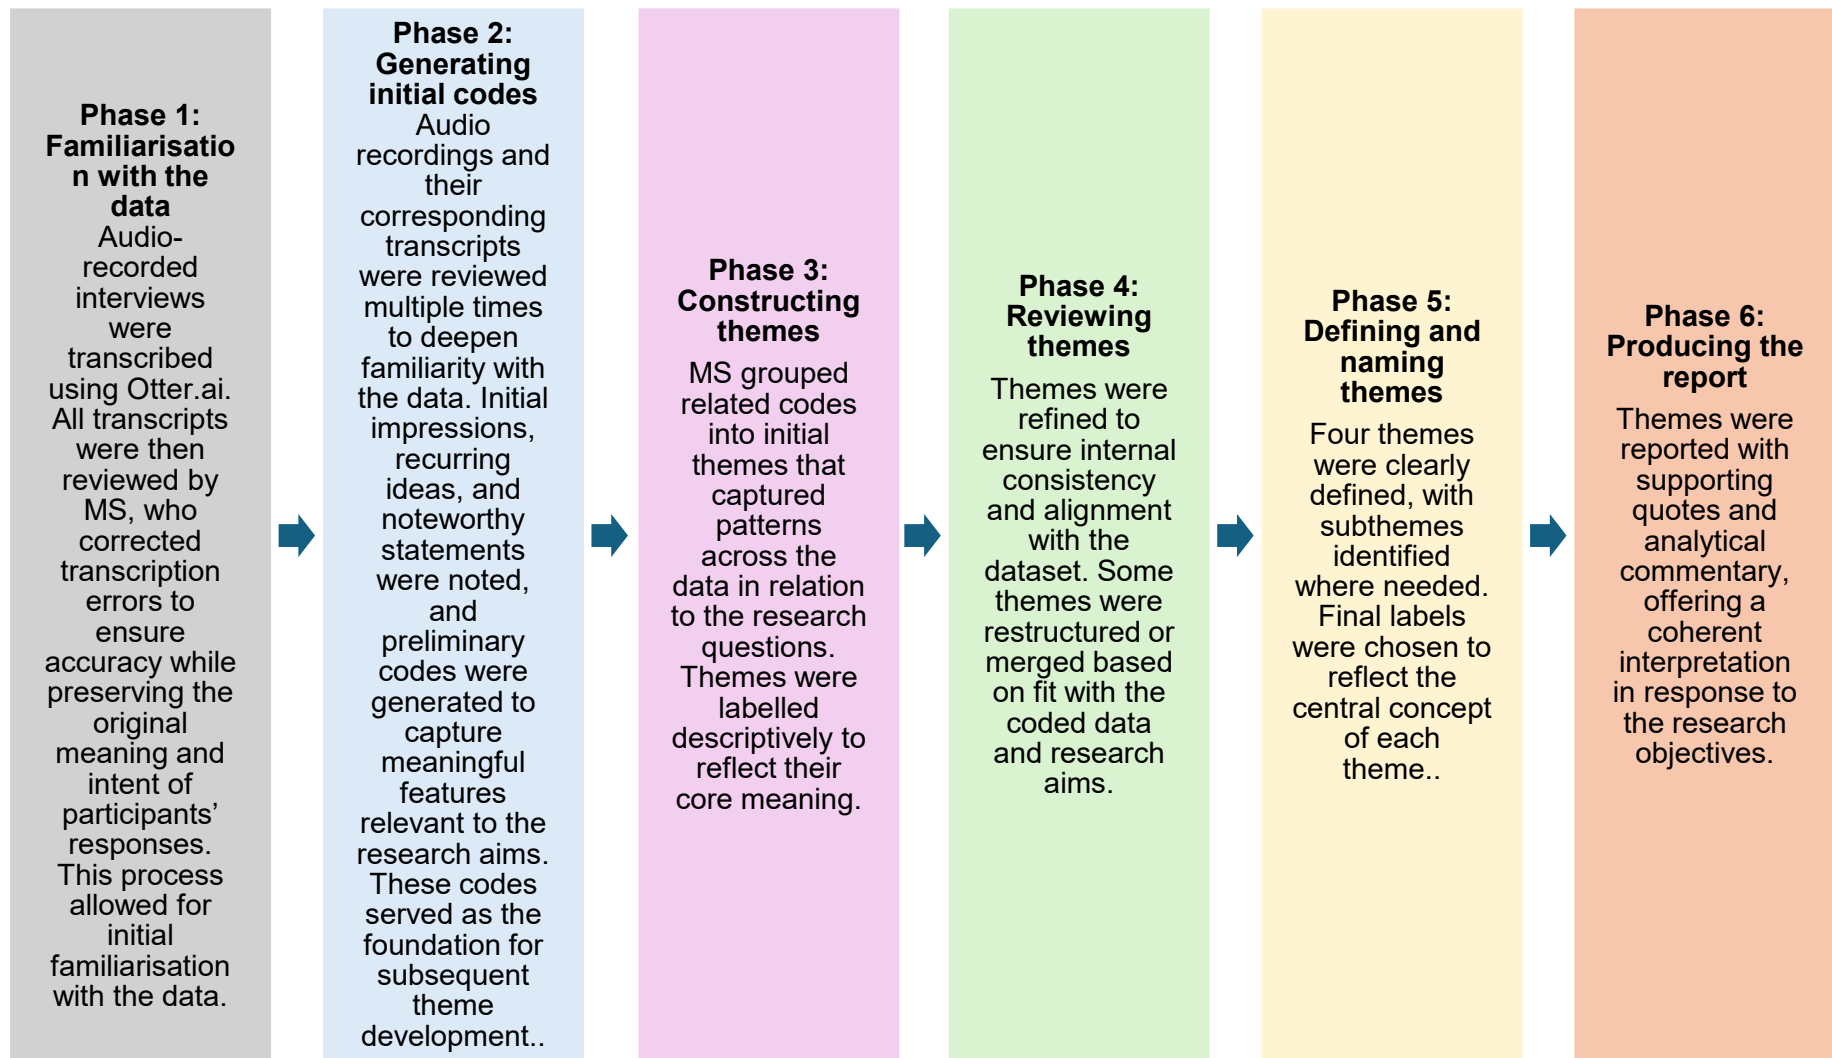 Phase 1:
Familiarisatio
n with the
data
Audio-
recorded
interviews
were
transcribed
using Otter.ai.
All transcripts
were then
reviewed by
MS, who
corrected
transcription
errors to
ensure
accuracy while
preserving the
original
meaning and
intent of
participants’
responses.
This process
allowed for
initial
familiarisation
with the data.
Phase 2:
Generating
initial codes
Audio
recordings and
their
corresponding
transcripts
were reviewed
multiple times
to deepen
familiarity with
the data. Initial
impressions,
recurring
ideas, and
noteworthy
statements
were noted,
and
preliminary
codes were
generated to
capture
meaningful
features
relevant to the
research aims.
These codes
served as the
foundation for
subsequent
theme
development..
Phase 3:
Constructing
themes
MS grouped
related codes
into initial
themes that
captured
patterns
across the
data in relation
to the research
questions.
Themes were
labelled
descriptively to
reflect their
core meaning.
Phase 4:
Reviewing
themes
Themes were
refined to
ensure internal
consistency
and alignment
with the
dataset. Some
themes were
restructured or
merged based
on fit with the
coded data
and research
aims.
Phase 5:
Defining and
naming
themes
Four themes
were clearly
defined, with
subthemes
identified
where needed.
Final labels
were chosen to
reflect the
central concept
of each
theme..
Phase 6:
Producing the
report
Themes were
reported with
supporting
quotes and
analytical
commentary,
offering a
coherent
interpretation
in response to
the research
objectives.